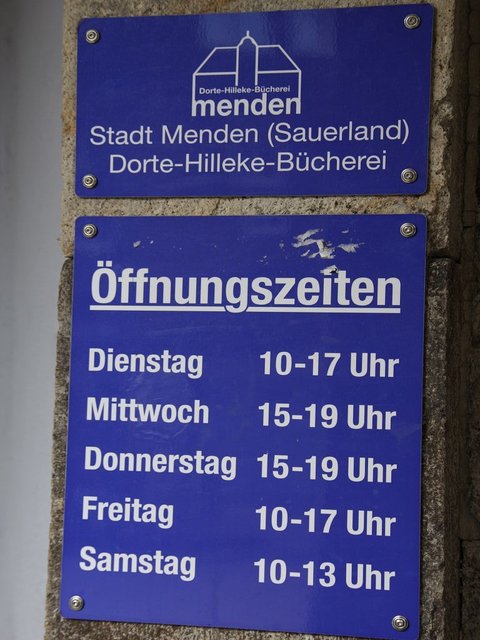 Dorte-Hilleke-Bücherei
menden
Stadt Menden (Sauerland)
Dorte-Hilleke-Bücherei
Öffnungszeiten
Dienstag 10-17 Uhr
Mittwoch 15-19 Uhr
Donnerstag 15-19 Uhr
Freitag 10-17 Uhr
Samstag 10-13 Uhr